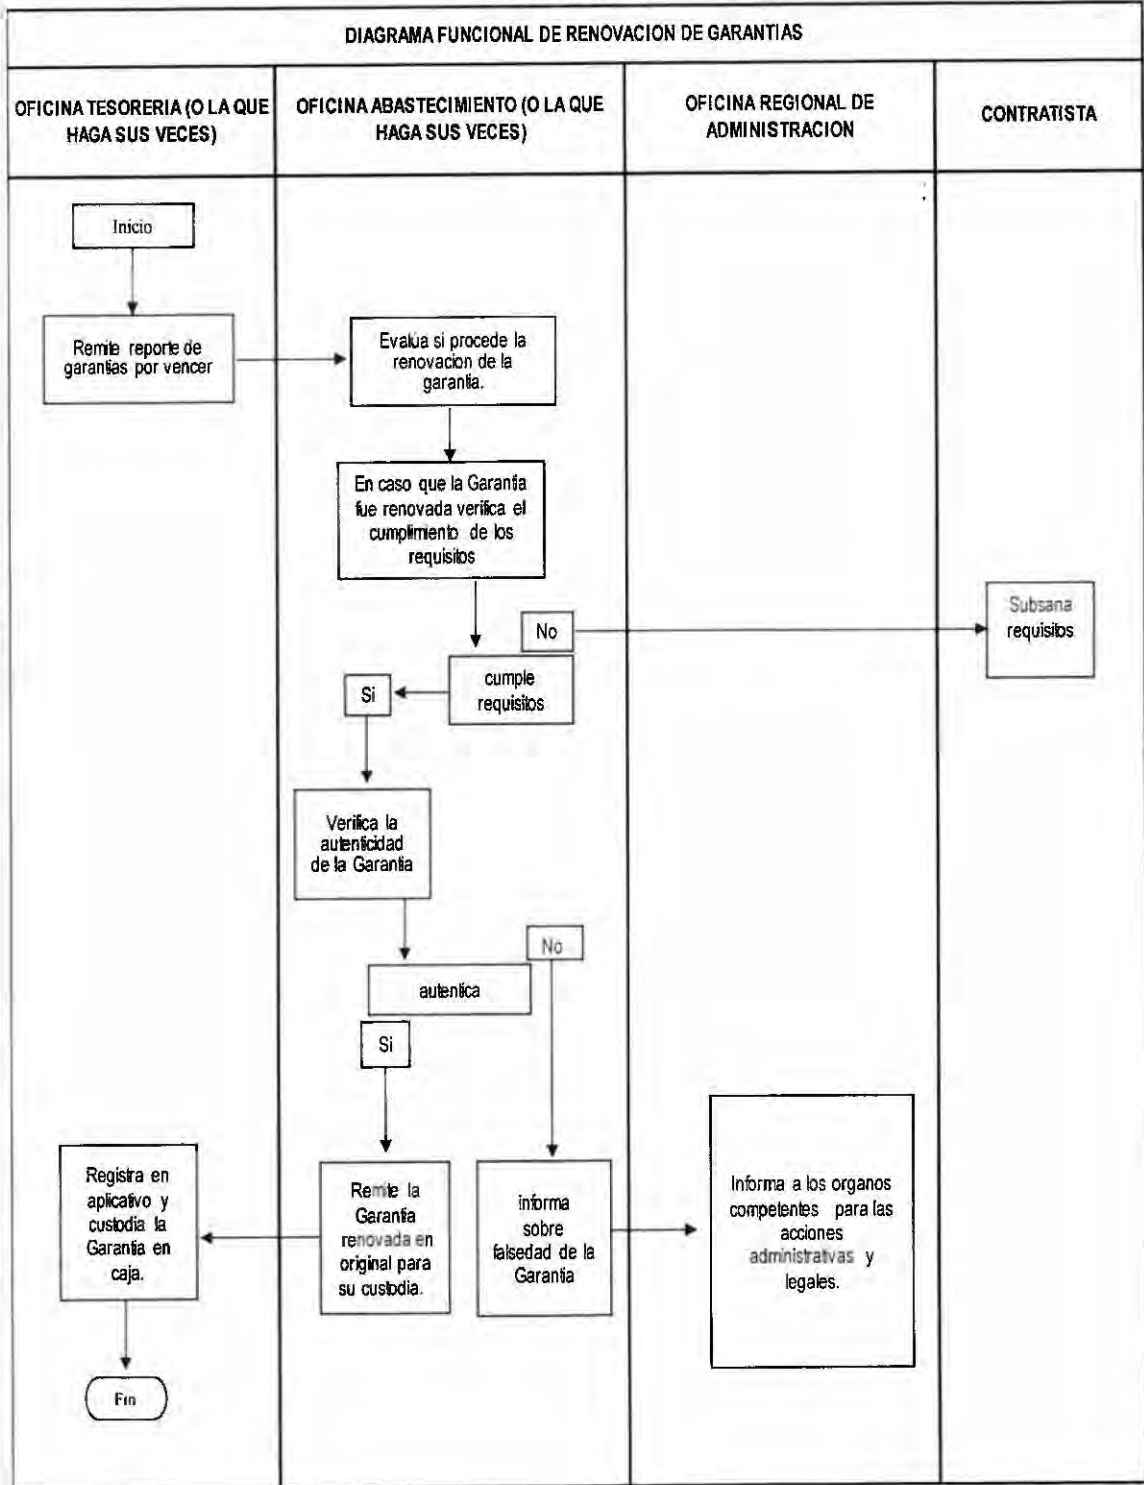 DIAGRAMA FUNCIONAL DE RENOVACION DE GARANTIAS
OFICINA TESORERIA (O LA QUE
HAGA SUS VECES)
OFICINA ABASTECIMIENTO (O LA QUE
HAGA SUS VECES)
OFICINA REGIONAL DE
ADMINISTRACION
CONTRATISTA
Inicio
Remite reporte de
garantias por vencer
Evalua si procede la
renovacion de la
garantia.
En caso que la Garantia
fue renovada verifica el
cumplimiento de los
requisitos
No
Subsana
requisitos
cumple
requisitos
Si
Verifica la
autenticidad
de la Garantia
No
autentica
Si
Registra en
aplicativo y
custodia la
Garantia en
caja.
Remite la
Garantia
renovada en
original para
su custodia.
informa
sobre
falsedad de la
Garantia
Informa a los organos
competentes para las
acciones
administratvas y
legales.
Fin